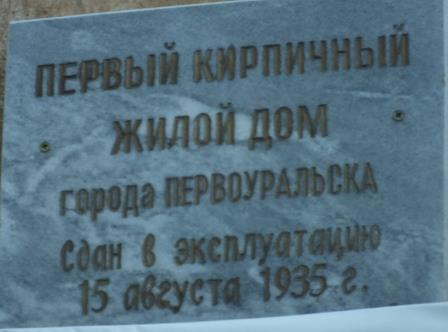 ПЕРВЫЙ КИРПИЧНЫЙ
ЖИЛОЙ ДОМ
города ПЕРВОУРАЛЬСКА
Сдан в эксплуатацию
15 августа 1935 г.